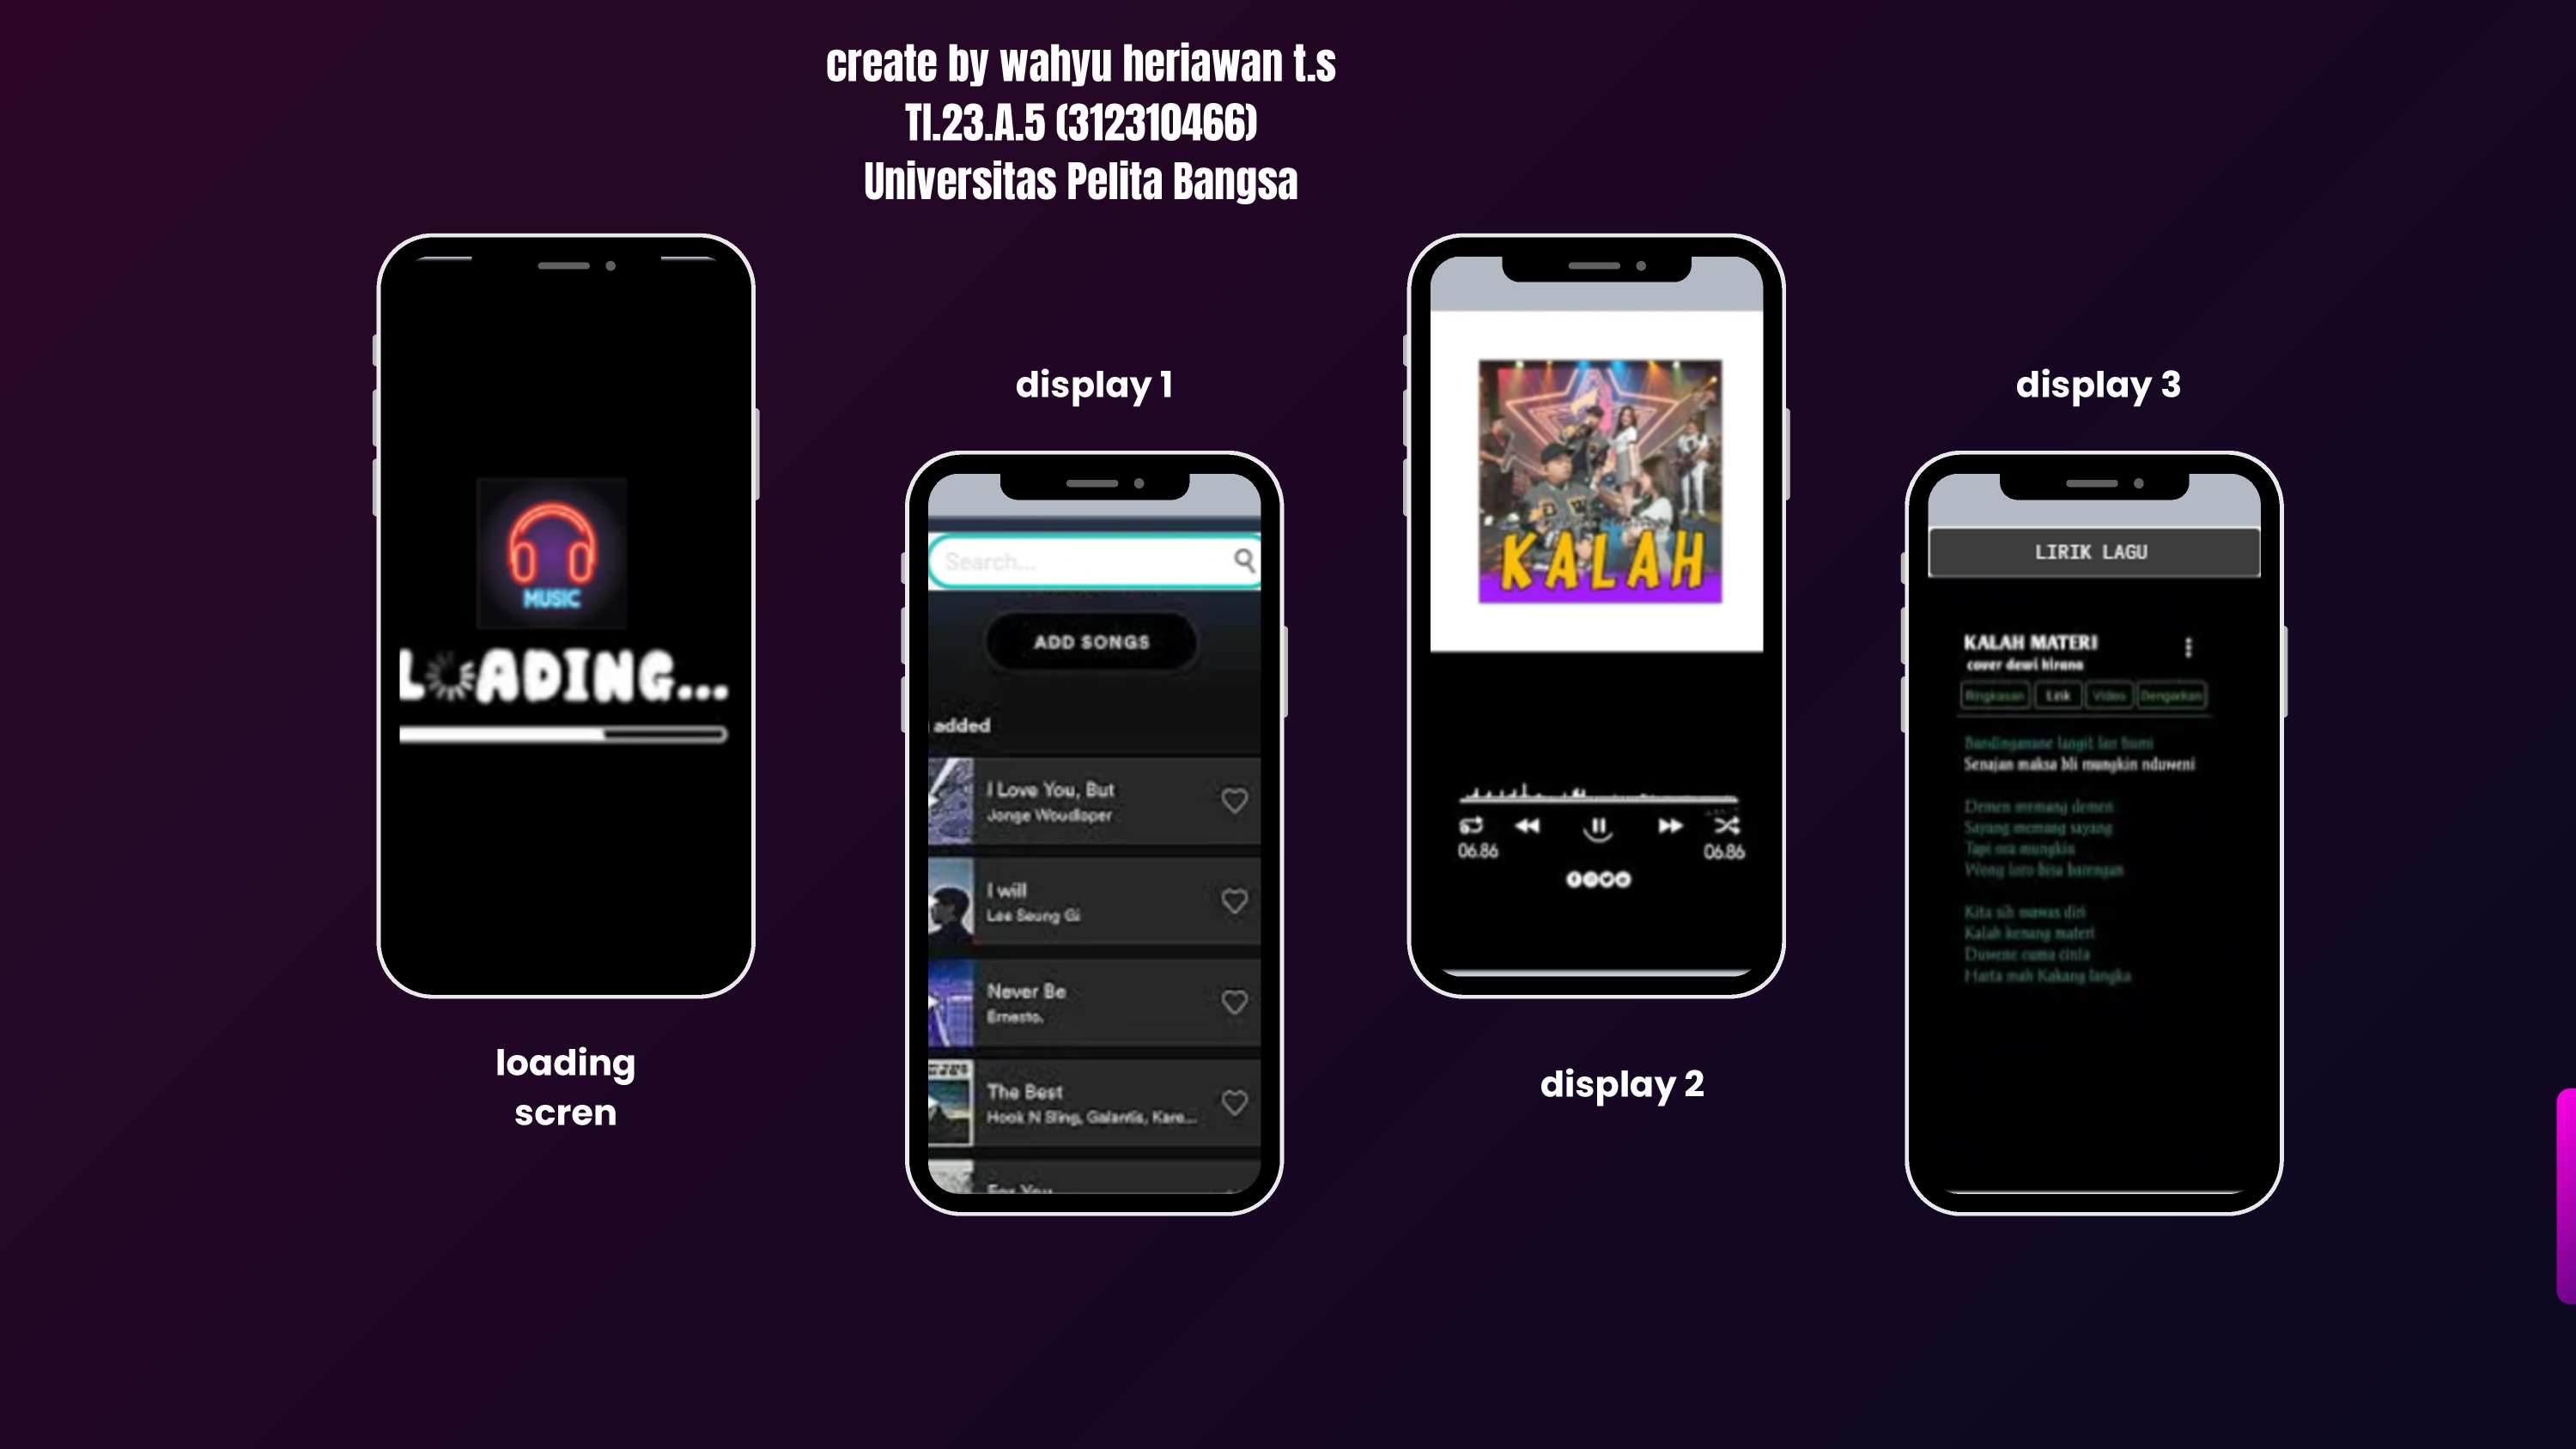 create by wahyu heriawan t.s
TI.23.A.5 (312310466)
Universitas Pelita Bangsa
MUSIC
LOADING...
loading
scren
display 1
Search...
ADD SONGS
added
I Love You, But
Jonge Woudloper
I will
Lee Seung Gi
Never Be
Ernesto.
The Best
Hook N Sling, Galantis, Kare...
For You
KALAH
06.86
06.86
display 2
display 3
LIRIK LAGU
KALAH MATERI
cover dewi kirana
Ringkasan Lirik Video Dengarkan
Bandinganane langit lan bumi
Senajan maksa bli mungkin nduweni
Demen memang demen
Sayang memang sayang
Tapi ora mungkin
Wong loro bisa barengan
Kita sih mawas diri
Kalah kenang materi
Duwene cuma cinta
Harta mah Kakang langka